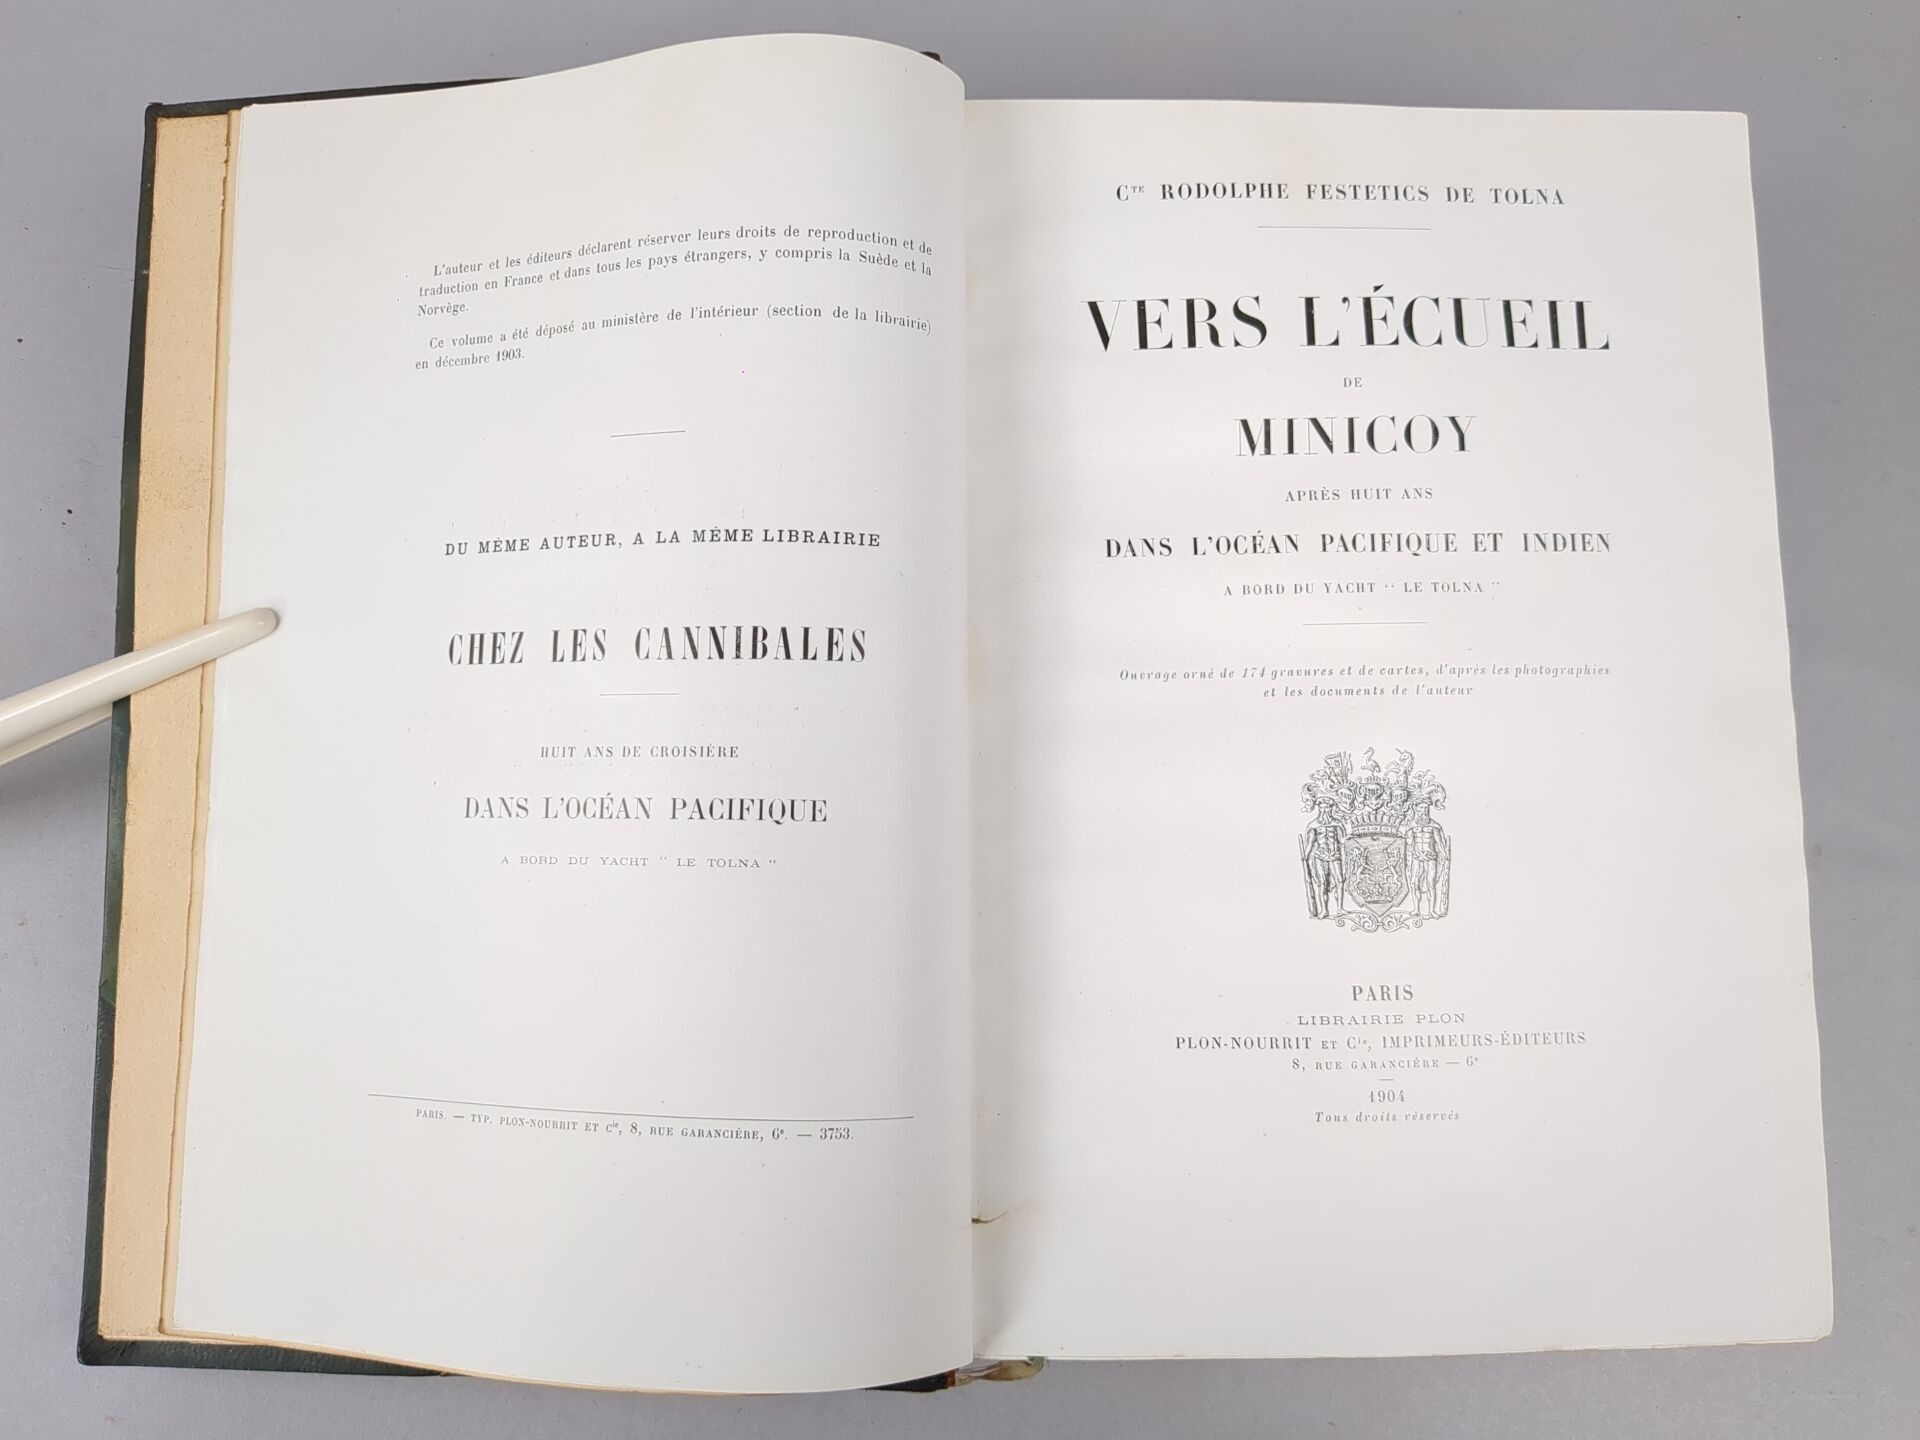 L'auteur et les éditeurs déclarent réserver leurs droits de reproduction et de
traduction en France et dans tous les pays étrangers, y compris la Suède et la
Norvège.
Ce volume a été déposé au ministère de l'intérieur (section de la librairie)
en décembre 1903.
DU MÊME AUTEUR, A LA MÊME LIBRAIRIE
CHEZ LES CANNIBALES
HUIT ANS DE CROISIÈRE
DANS L'OCÉAN PACIFIQUE
A BORD DU YACHT “ LE TOLNA ”
PARIS. — TYP. PLON-NOURRIT ET Cie, 8, RUE GARANCIÈRE, 6e. — 3753.
CTE RODOLPHE FESTETICS DE TOLNA
VERS L'ÉCUEIL
DE
MINICOY
APRÈS HUIT ANS
DANS L'OCÉAN PACIFIQUE ET INDIEN
A BORD DU YACHT “ LE TOLNA ”
Ouvrage orné de 174 gravures et de cartes, d'après les photographies
et les documents de l'auteur
PARIS
LIBRAIRIE PLON
PLON-NOURRIT ET Cie, IMPRIMEURS-ÉDITEURS
8, RUE GARANCIÈRE — 6e
1904
Tous droits réservés